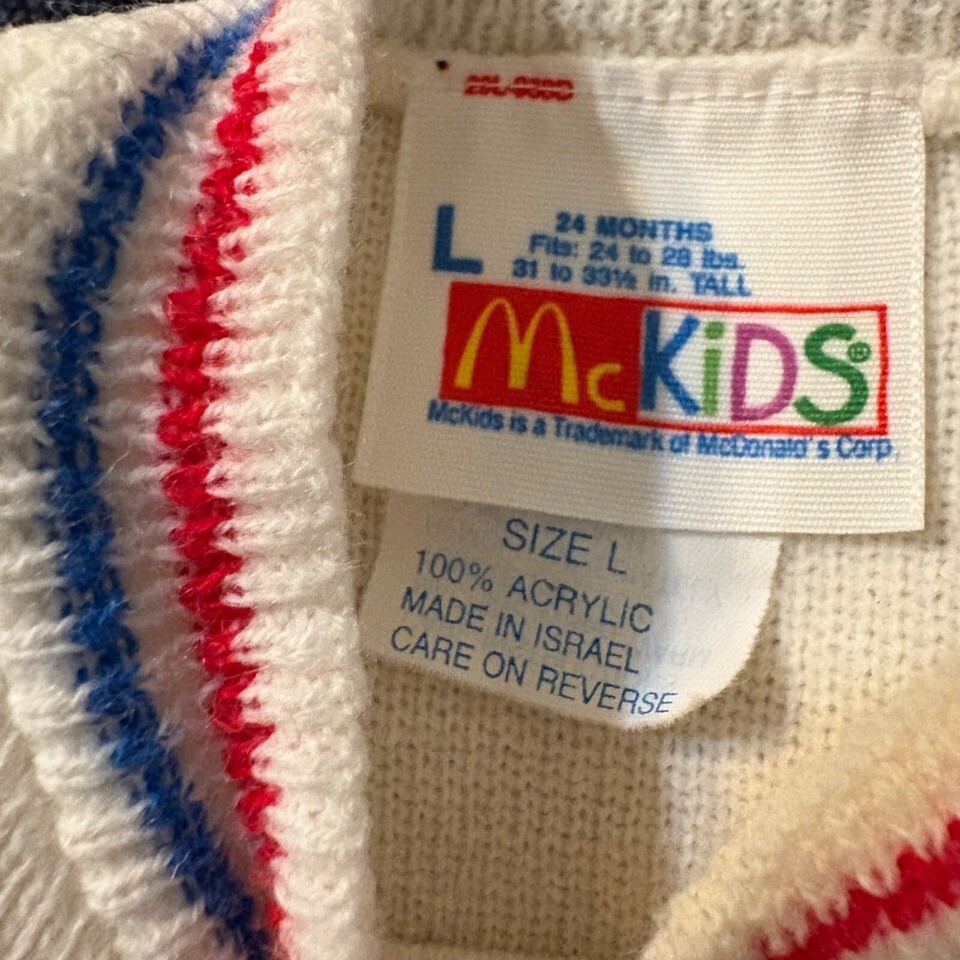 L
24 MONTHS
Fits: 24 to 28 lbs.
31 to 33½ in. TALL
McKiDS®
McKids is a Trademark of McDonald's Corp.
SIZE L
100% ACRYLIC
MADE IN ISRAEL
CARE ON REVERSE